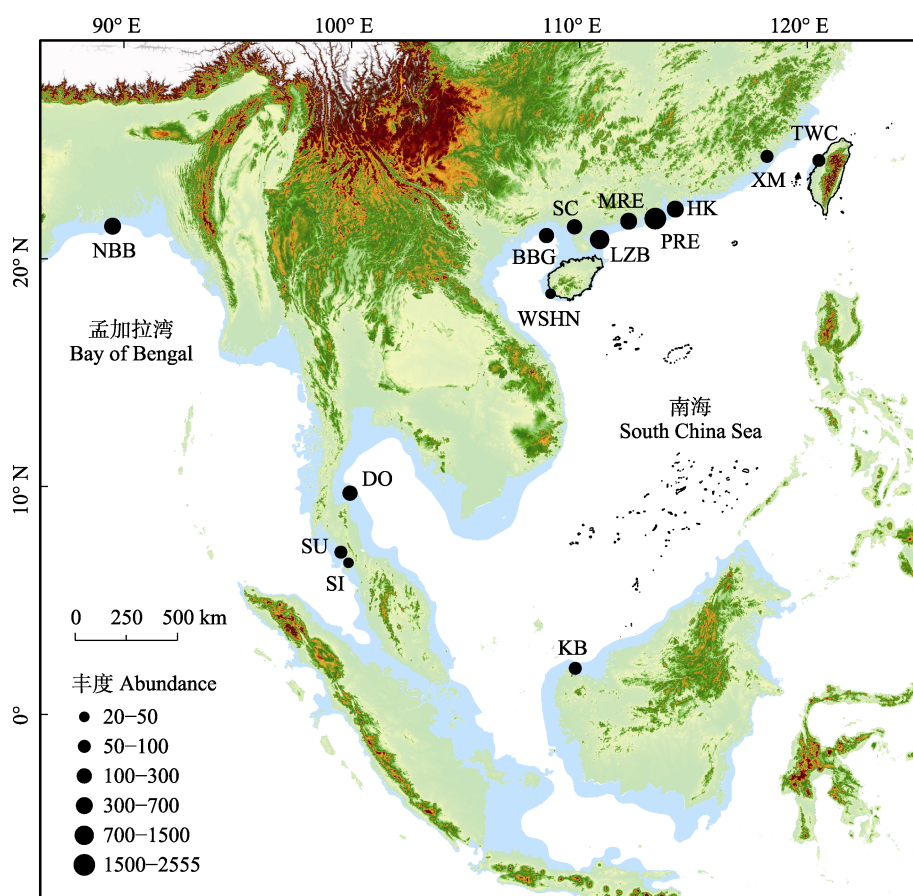 90° E
100° E
110° E
120° E
TWC
XM
SC
MRE
HK
NBB
BBG
LZB
PRE
20° N
WSHN
孟加拉湾
Bay of Bengal
南海
South China Sea
10° N
DO
SU
SI
0 250 500 km
KB
丰度 Abundance
0°
20−50
50−100
100−300
300−700
700−1500
1500−2555